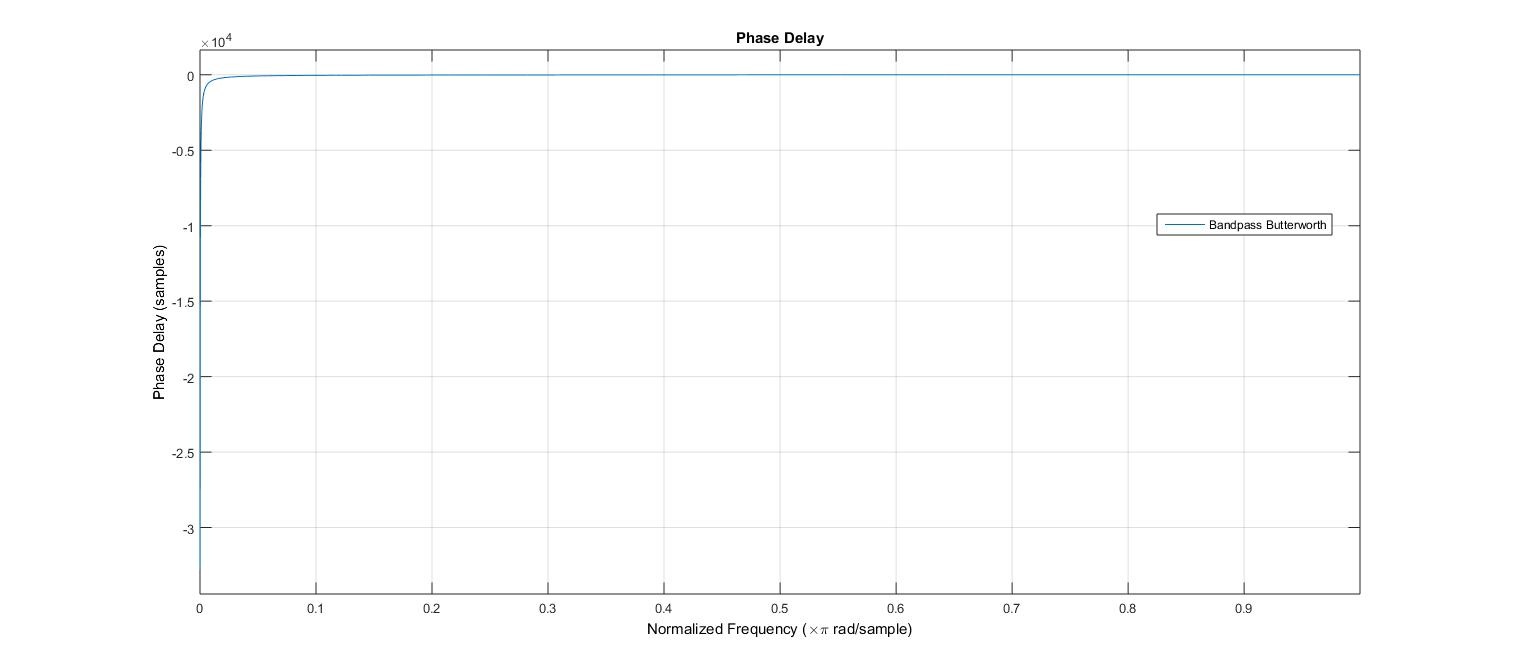 Phase Delay
×10⁴
0
-0.5
-1
-1.5
-2
-2.5
-3
Phase Delay (samples)
Bandpass Butterworth
0 0.1 0.2 0.3 0.4 0.5 0.6 0.7 0.8 0.9
Normalized Frequency (×π rad/sample)